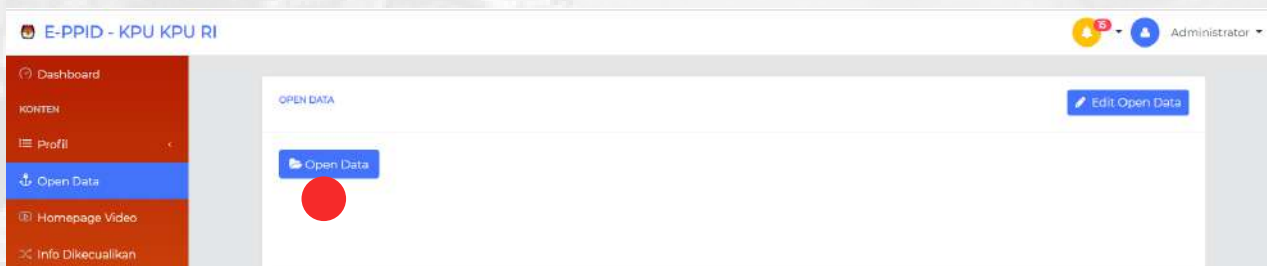 E-PPID - KPU KPU RI
15
Administrator
Dashboard
KONTEN
Profil
Open Data
Homepage Video
Info Dikecualikan
OPEN DATA
Edit Open Data
Open Data